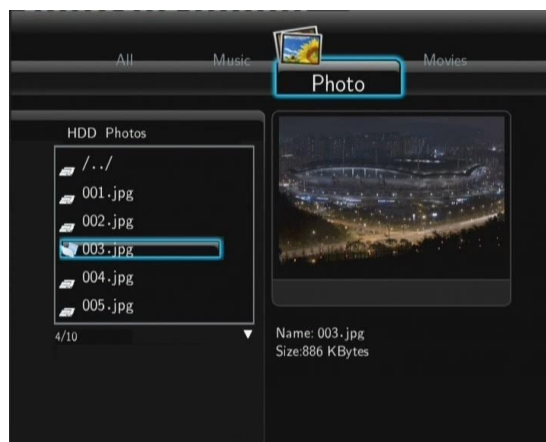 All
Music
Photo
Movies
HDD Photos
/../
001.jpg
002.jpg
003.jpg
004.jpg
005.jpg
4/10
Name: 003.jpg
Size:886 KBytes